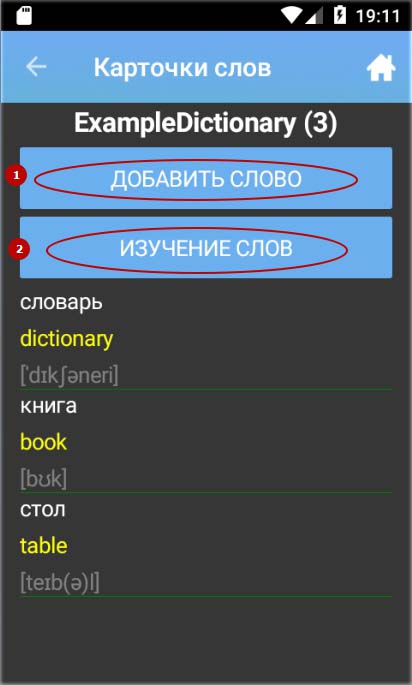 19:11
Карточки слов
ExampleDictionary (3)
1
ДОБАВИТЬ СЛОВО
2
ИЗУЧЕНИЕ СЛОВ
словарь
dictionary
[ˈdɪkʃəneri]
книга
book
[bʊk]
стол
table
[teɪb(ə)l]